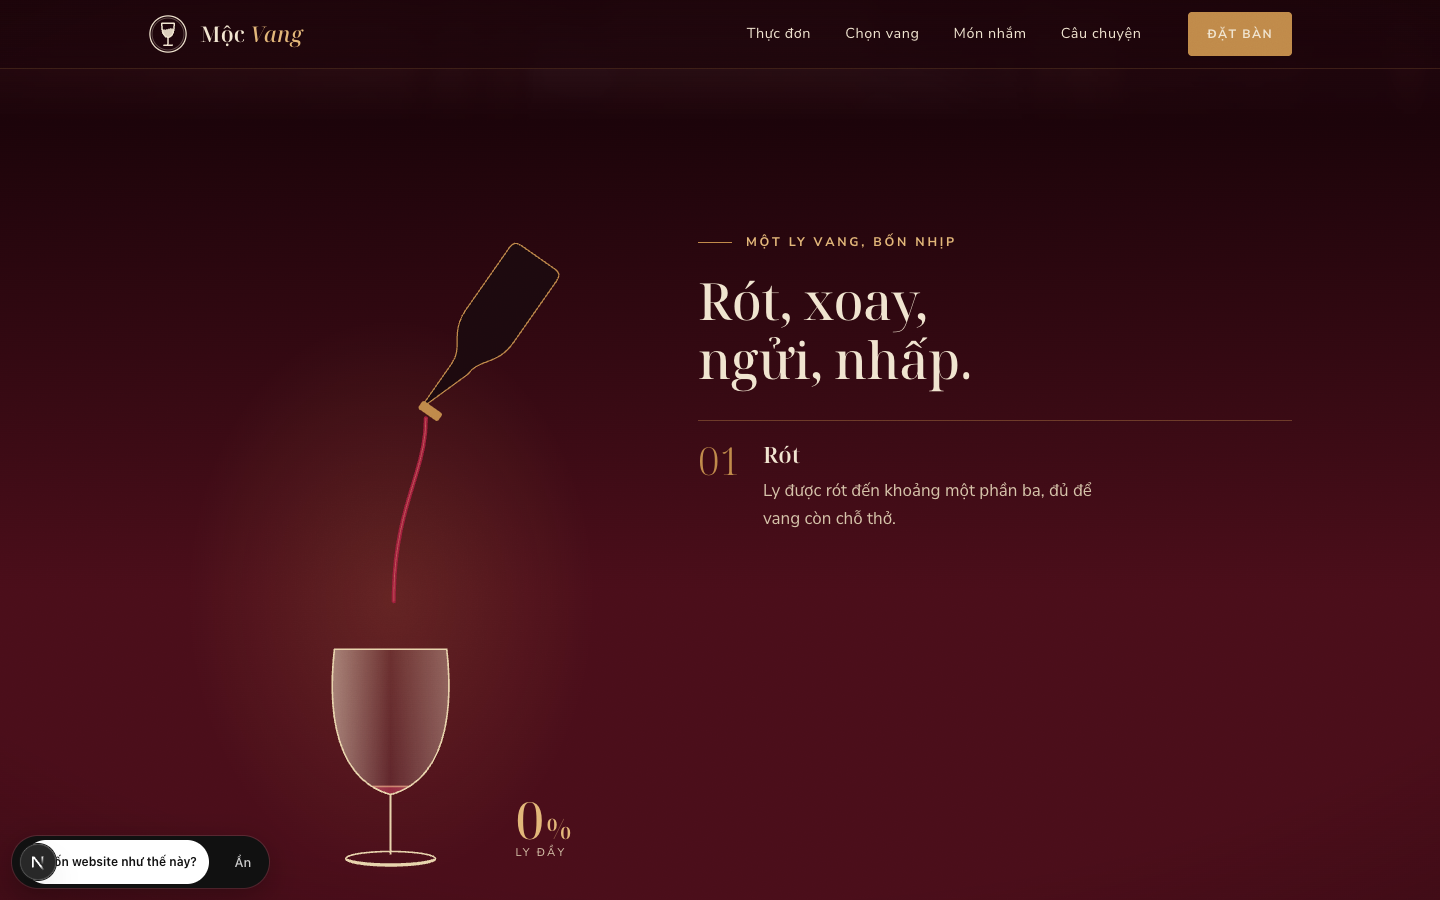 Mộc Vang
Thực đơn
Chọn vang
Món nhắm
Câu chuyện
ĐẶT BÀN
MỘT LY VANG, BỐN NHỊP
Rót, xoay,
ngửi, nhấp.
01
Rót
Ly được rót đến khoảng một phần ba, đủ để
vang còn chỗ thở.
0%
LY ĐẦY
N
website như thế này?
Ẩn